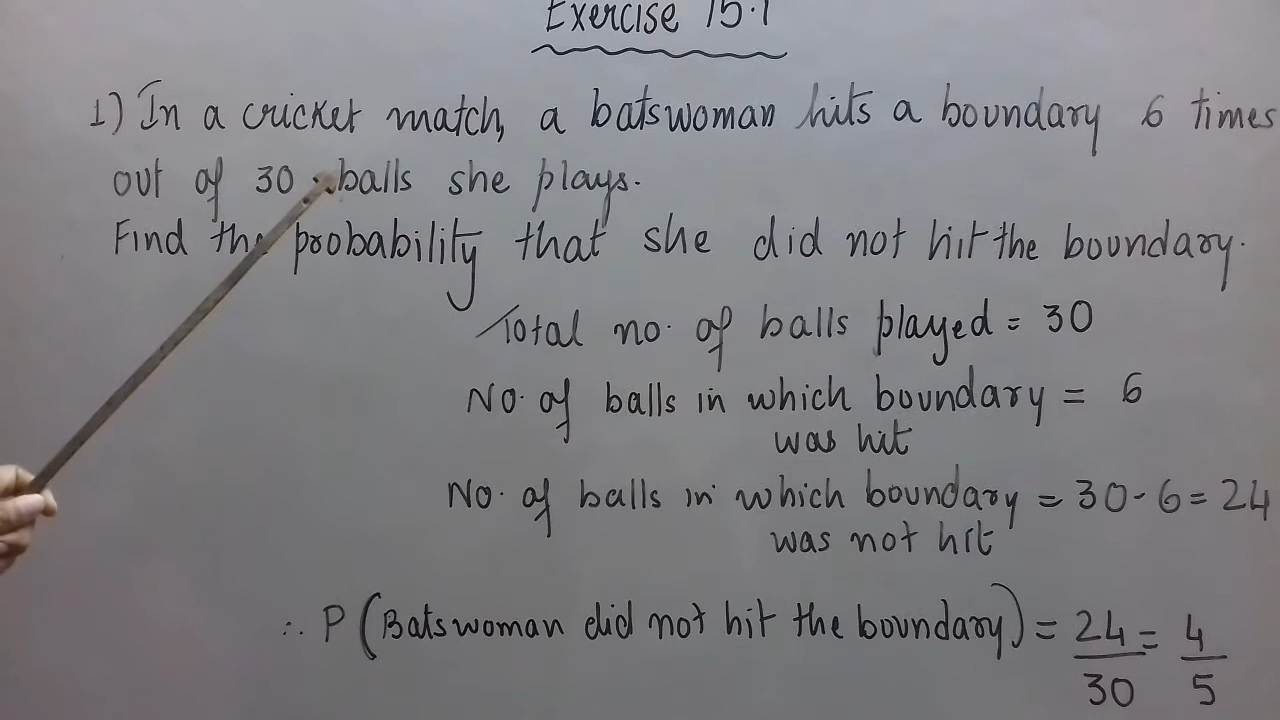 Exercise 15.1
1) In a cricket match, a batswoman hits a boundary 6 times
out of 30 balls she plays.
Find the probability that she did not hit the boundary.
Total no. of balls played = 30
No. of balls in which boundary = 6
was hit
No. of balls in which boundary = 30 - 6 = 24
was not hit
∴ P (Batswoman did not hit the boundary) = 24/30 = 4/5